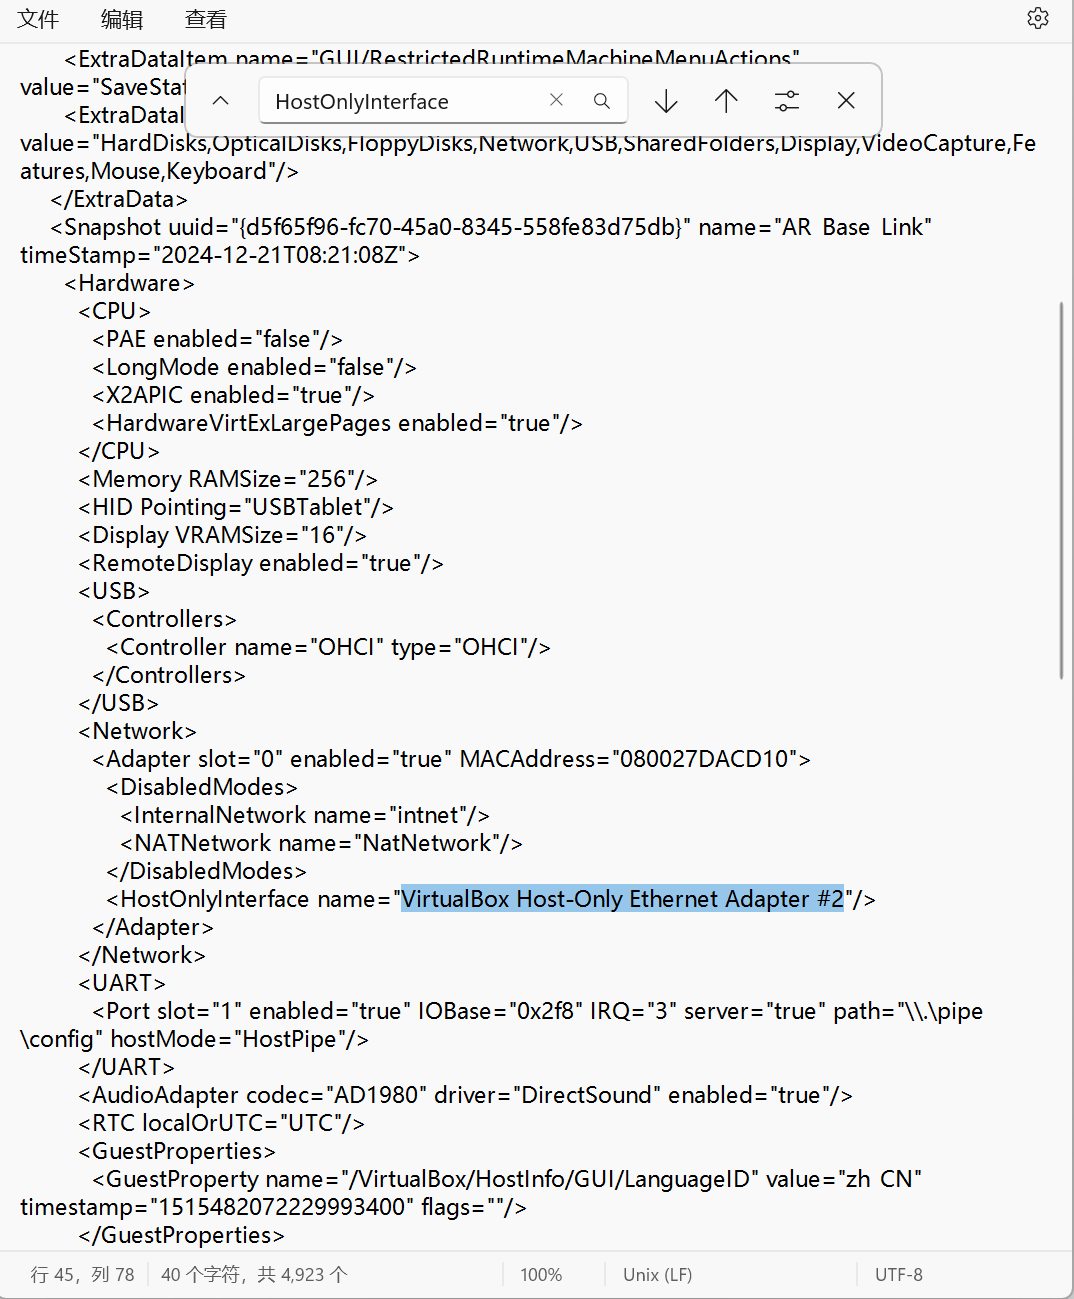 文件 编辑 查看
<ExtraDataItem name="GUI/RestrictedRuntimeMachineMenuActions"
value="SaveStat
HostOnlyInterface
<ExtraDataI
value="HardDisks,OpticalDisks,FloppyDisks,Network,USB,SharedFolders,Display,VideoCapture,Fe
atures,Mouse,Keyboard"/>
</ExtraData>
<Snapshot uuid="{d5f65f96-fc70-45a0-8345-558fe83d75db}" name="AR Base Link"
timeStamp="2024-12-21T08:21:08Z">
<Hardware>
<CPU>
<PAE enabled="false"/>
<LongMode enabled="false"/>
<X2APIC enabled="true"/>
<HardwareVirtExLargePages enabled="true"/>
</CPU>
<Memory RAMSize="256"/>
<HID Pointing="USBTablet"/>
<Display VRAMSize="16"/>
<RemoteDisplay enabled="true"/>
<USB>
<Controllers>
<Controller name="OHCI" type="OHCI"/>
</Controllers>
</USB>
<Network>
<Adapter slot="0" enabled="true" MACAddress="080027DACD10">
<DisabledModes>
<InternalNetwork name="intnet"/>
<NATNetwork name="NatNetwork"/>
</DisabledModes>
<HostOnlyInterface name="VirtualBox Host-Only Ethernet Adapter #2"/>
</Adapter>
</Network>
<UART>
<Port slot="1" enabled="true" IOBase="0x2f8" IRQ="3" server="true" path="\\.\pipe
\config" hostMode="HostPipe"/>
</UART>
<AudioAdapter codec="AD1980" driver="DirectSound" enabled="true"/>
<RTC localOrUTC="UTC"/>
<GuestProperties>
<GuestProperty name="/VirtualBox/HostInfo/GUI/LanguageID" value="zh CN"
timestamp="1515482072229993400" flags=""/>
</GuestProperties>
行 45，列 78 40 个字符，共 4,923 个 100% Unix (LF) UTF-8